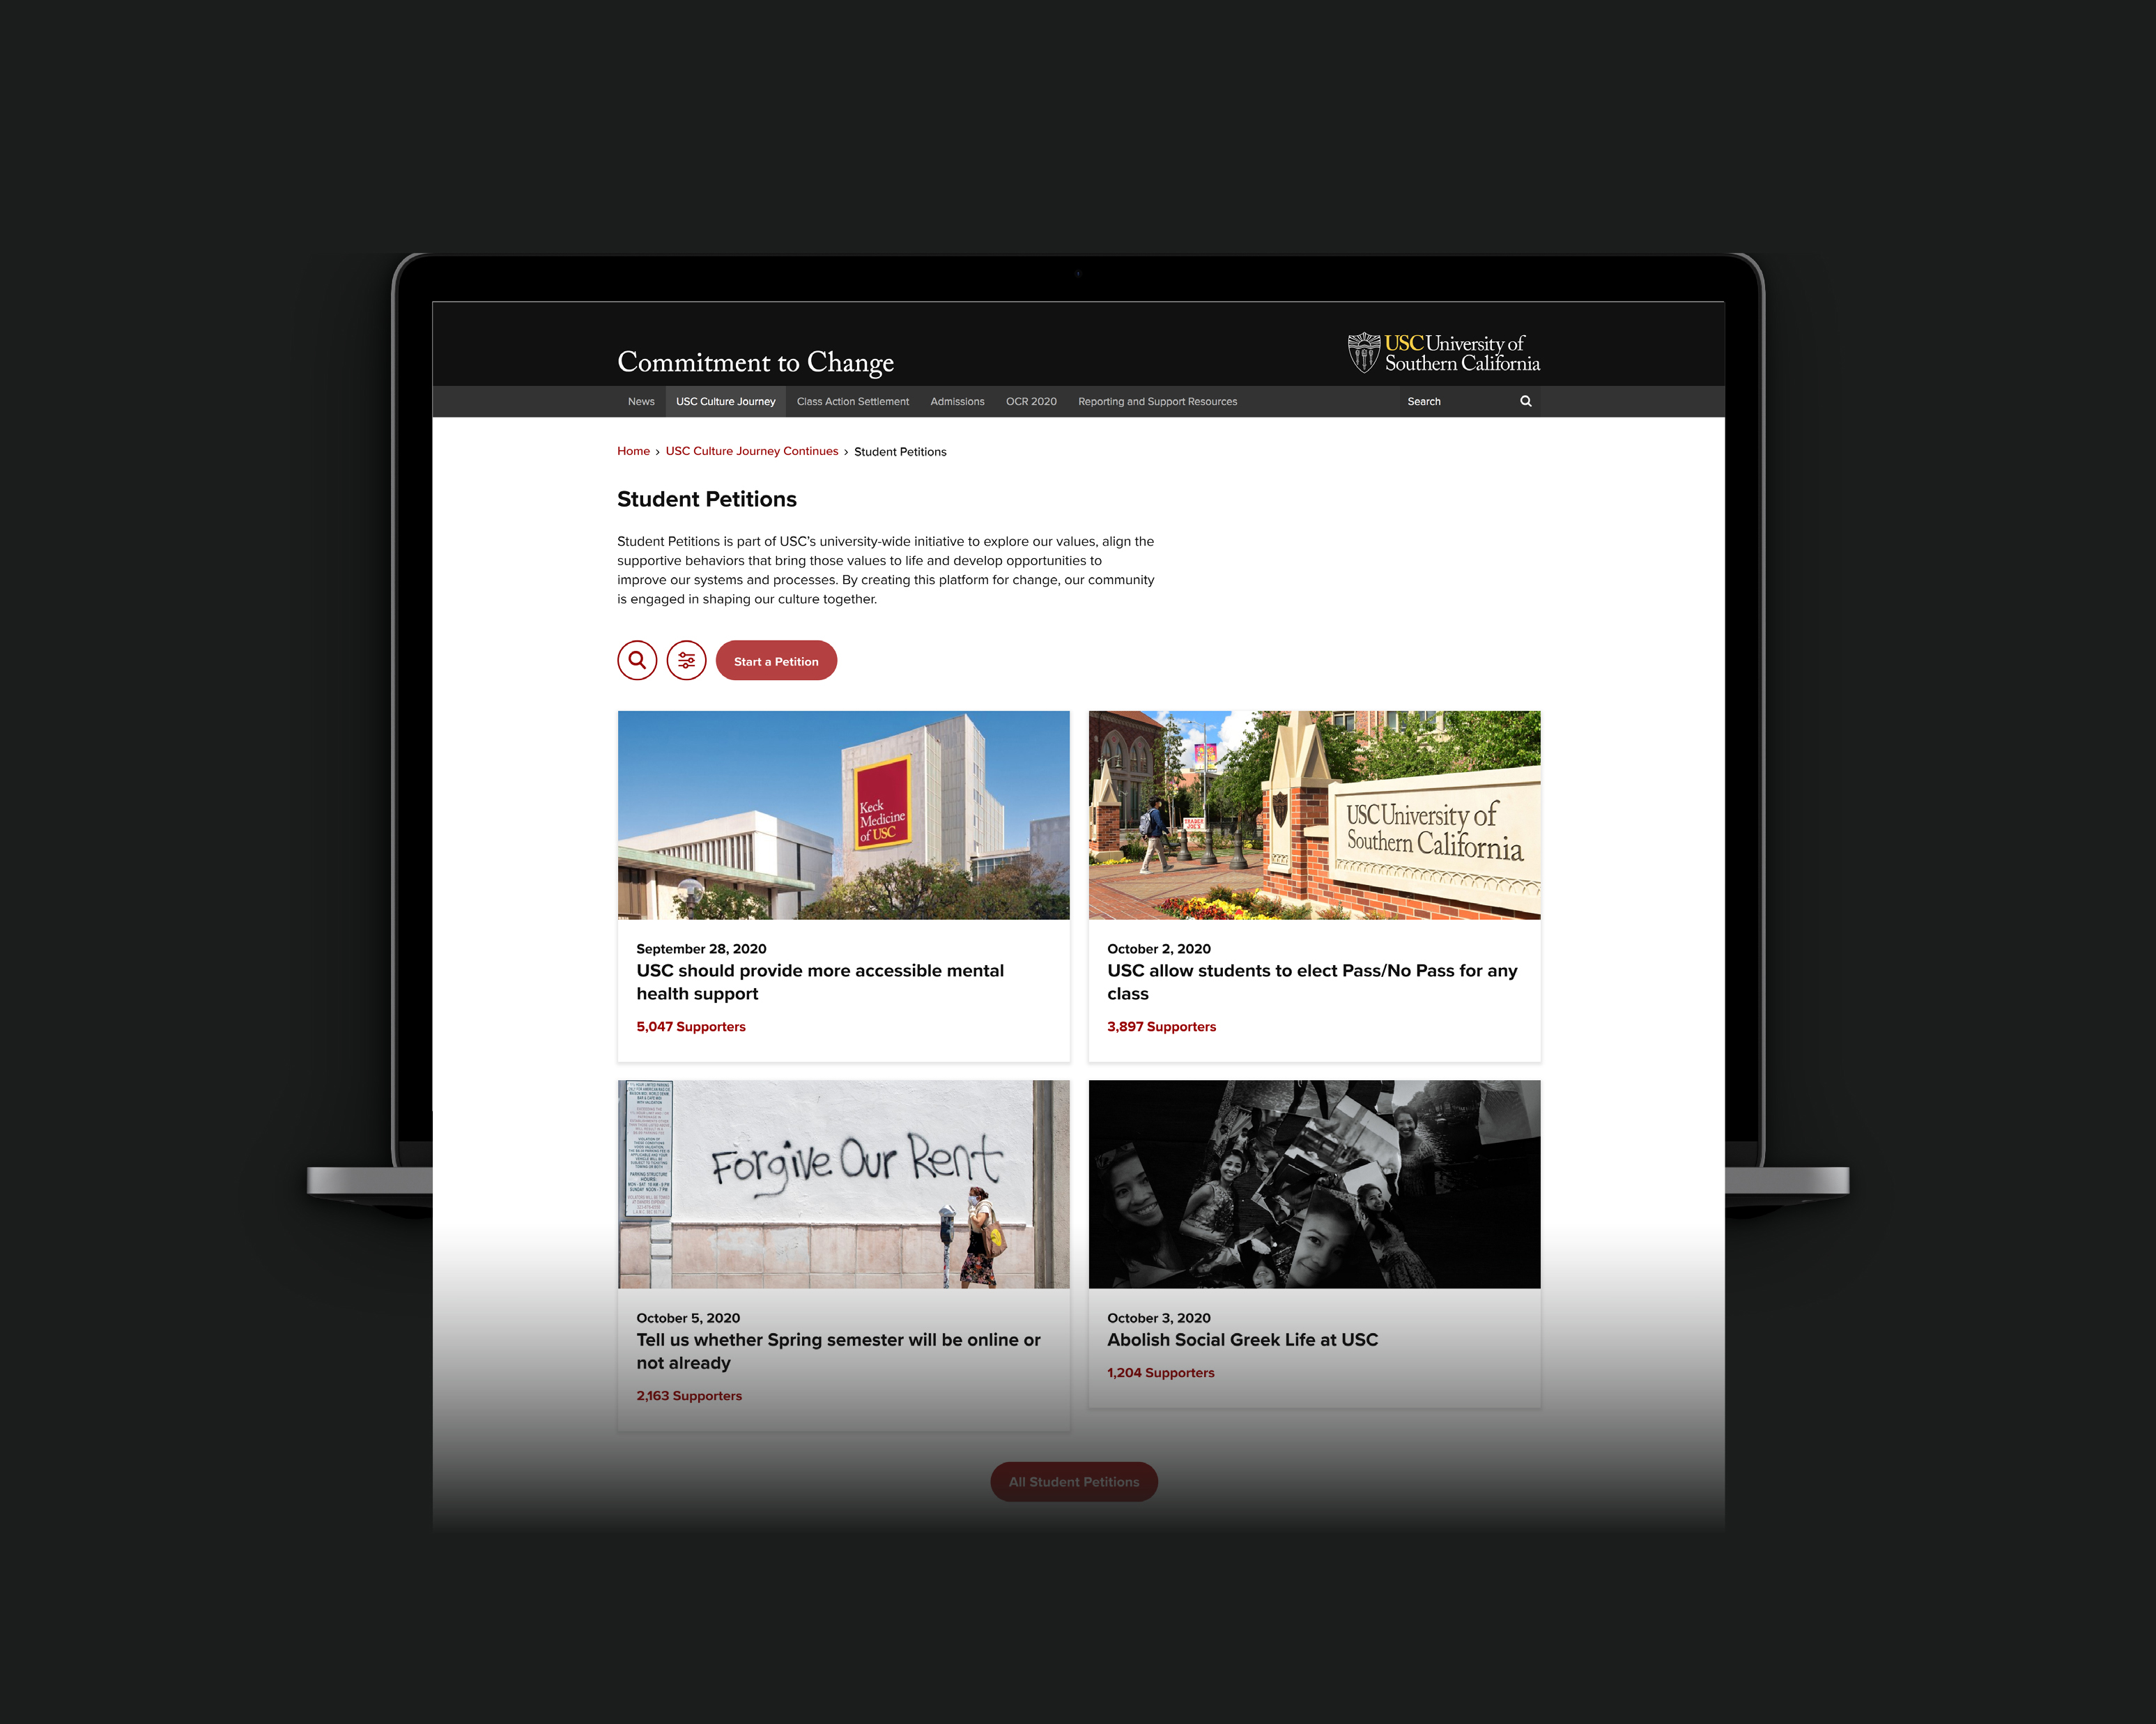 Commitment to Change
USC University of
Southern California
News
USC Culture Journey
Class Action Settlement
Admissions
OCR 2020
Reporting and Support Resources
Search
Home › USC Culture Journey Continues › Student Petitions
Student Petitions
Student Petitions is part of USC's university-wide initiative to explore our values, align the
supportive behaviors that bring those values to life and develop opportunities to
improve our systems and processes. By creating this platform for change, our community
is engaged in shaping our culture together.
Start a Petition
Keck
Medicine
of USC
TRADER
JOE'S
USC University of
Southern California
September 28, 2020
USC should provide more accessible mental
health support
5,047 Supporters
October 2, 2020
USC allow students to elect Pass/No Pass for any
class
3,897 Supporters
Forgive Our Rent
October 5, 2020
Tell us whether Spring semester will be online or
not already
2,163 Supporters
October 3, 2020
Abolish Social Greek Life at USC
1,204 Supporters
All Student Petitions